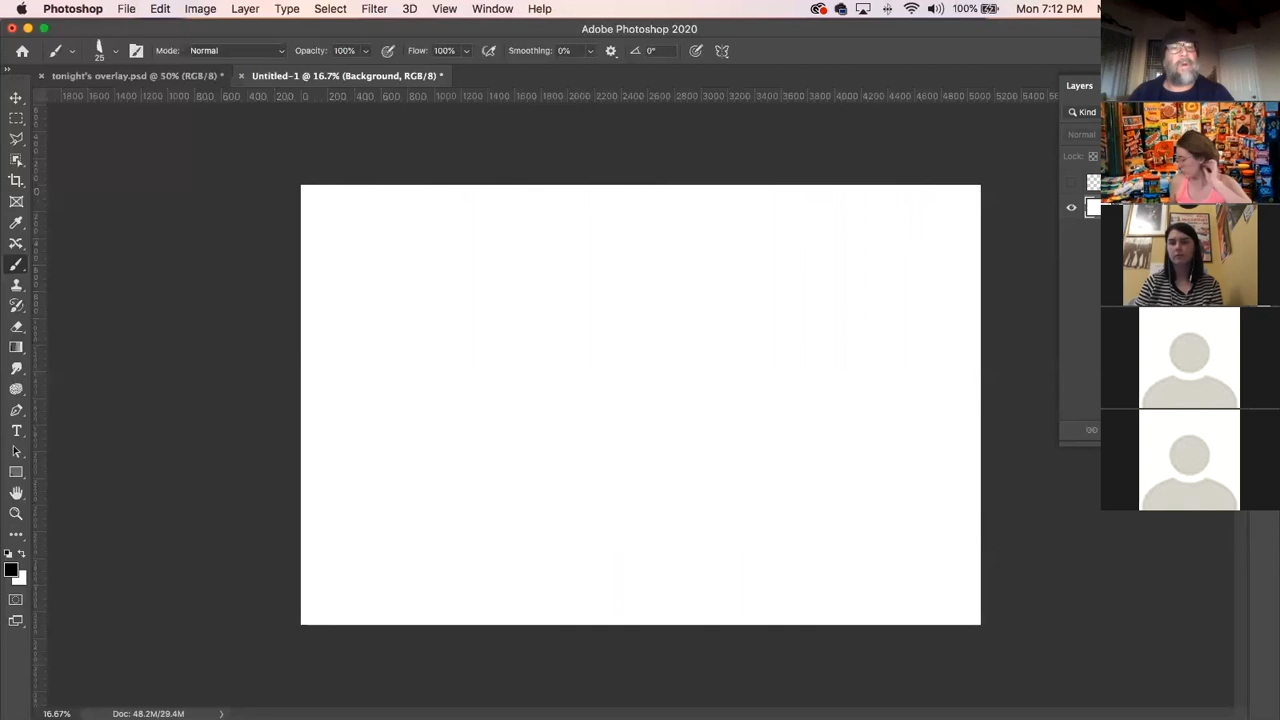 Photoshop File Edit Image Layer Type Select Filter 3D View Window Help 100% Mon 7:12 PM
Adobe Photoshop 2020
25 Mode: Normal Opacity: 100% Flow: 100% Smoothing: 0% 0°
tonight's overlay.psd @ 50% (RGB/8) * Untitled-1 @ 16.7% (Background, RGB/8) *
1800 1600 1400 1200 1000 800 600 400 200 0 200 400 600 800 1000 1200 1400 1600 1800 2000 2200 2400 2600 2800 3000 3200 3400 3600 3800 4000 4200 4400 4600 4800 5000 5200 5400 5600
Layers
Kind
Normal
Lock:
T
16.67% Doc: 48.2M/29.4M